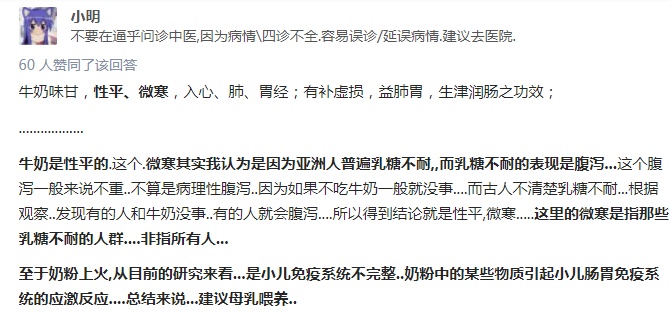 小明
不要在逼乎问诊中医,因为病情\四诊不全.容易误诊/延误病情.建议去医院.
60 人赞同了该回答
牛奶味甘，性平、微寒，入心、肺、胃经；有补虚损，益肺胃，生津润肠之功效；
..................
牛奶是性平的.这个.微寒其实我认为是因为亚洲人普遍乳糖不耐,,而乳糖不耐的表现是腹泻...这个腹
泻一般来说不重..不算是病理性腹泻..因为如果不吃牛奶一般就没事....而古人不清楚乳糖不耐...根据
观察..发现有的人和牛奶没事..有的人就会腹泻....所以得到结论就是性平,微寒.....这里的微寒是指那些
乳糖不耐的人群....非指所有人...
至于奶粉上火,从目前的研究来看...是小儿免疫系统不完整..奶粉中的某些物质引起小儿肠胃免疫系
统的应激反应....总结来说...建议母乳喂养..